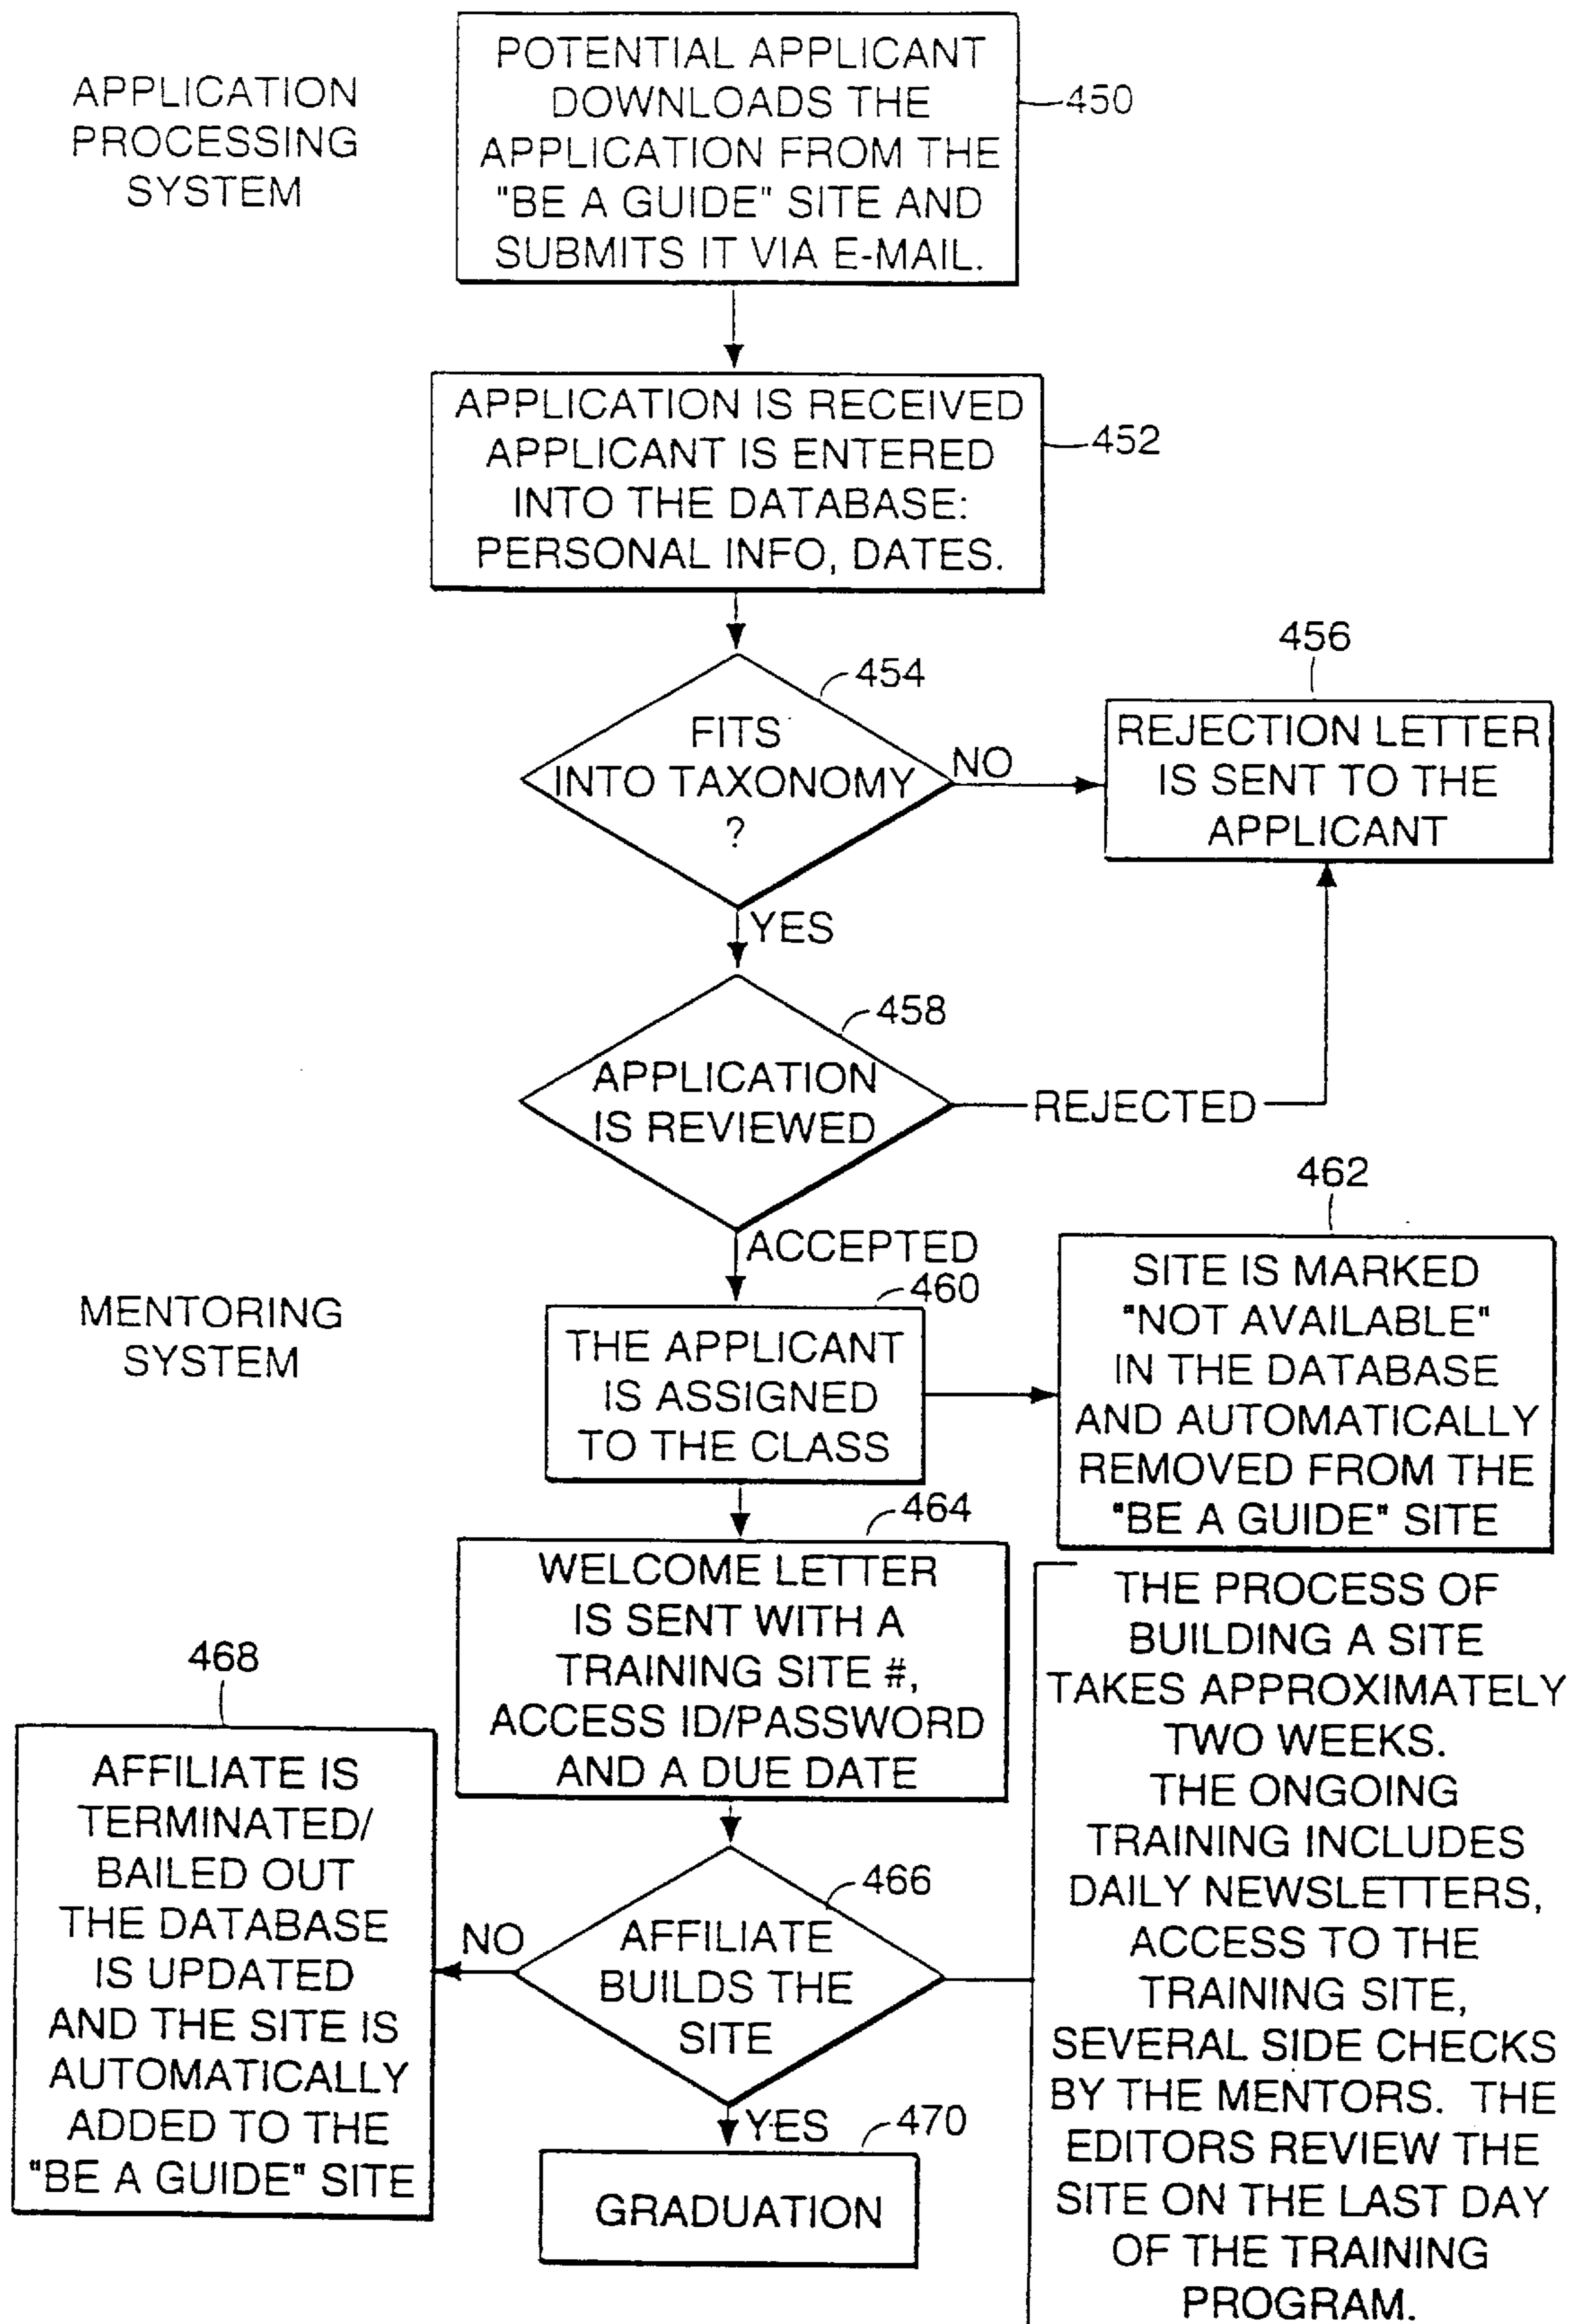 APPLICATION
PROCESSING
SYSTEM
POTENTIAL APPLICANT
DOWNLOADS THE
APPLICATION FROM THE
"BE A GUIDE" SITE AND
SUBMITS IT VIA E-MAIL.
450
APPLICATION IS RECEIVED
APPLICANT IS ENTERED
INTO THE DATABASE:
PERSONAL INFO, DATES.
452
454
FITS
INTO TAXONOMY
?
NO
456
REJECTION LETTER
IS SENT TO THE
APPLICANT
YES
458
APPLICATION
IS REVIEWED
REJECTED
ACCEPTED
MENTORING
SYSTEM
460
THE APPLICANT
IS ASSIGNED
TO THE CLASS
462
SITE IS MARKED
"NOT AVAILABLE"
IN THE DATABASE
AND AUTOMATICALLY
REMOVED FROM THE
"BE A GUIDE" SITE
464
WELCOME LETTER
IS SENT WITH A
TRAINING SITE #,
ACCESS ID/PASSWORD
AND A DUE DATE
466
AFFILIATE
BUILDS THE
SITE
NO
468
AFFILIATE IS
TERMINATED/
BAILED OUT
THE DATABASE
IS UPDATED
AND THE SITE IS
AUTOMATICALLY
ADDED TO THE
"BE A GUIDE" SITE
YES
470
GRADUATION
THE PROCESS OF
BUILDING A SITE
TAKES APPROXIMATELY
TWO WEEKS.
THE ONGOING
TRAINING INCLUDES
DAILY NEWSLETTERS,
ACCESS TO THE
TRAINING SITE,
SEVERAL SIDE CHECKS
BY THE MENTORS. THE
EDITORS REVIEW THE
SITE ON THE LAST DAY
OF THE TRAINING
PROGRAM.